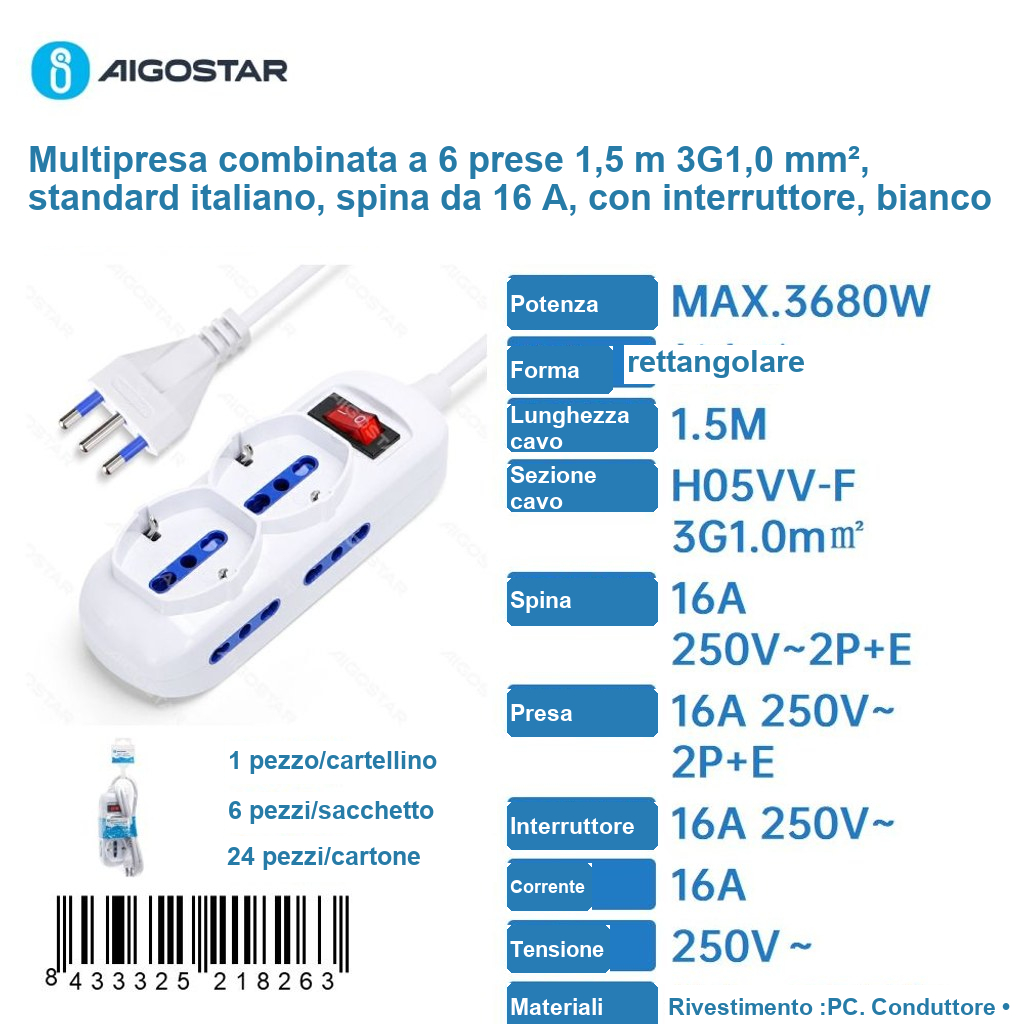 AIGOSTAR
Multipresa combinata a 6 prese 1,5 m 3G1,0 mm²,
standard italiano, spina da 16 A, con interruttore, bianco
Potenza MAX.3680W
Forma rettangolare
Lunghezza
cavo
1.5M
Sezione
cavo
H05VV-F
3G1.0m㎡
Spina 16A
250V~2P+E
Presa 16A 250V~
2P+E
Interruttore 16A 250V~
Corrente 16A
Tensione 250V~
Materiali Rivestimento :PC. Conduttore •
1 pezzo/cartellino
6 pezzi/sacchetto
24 pezzi/cartone
8 433325 218263